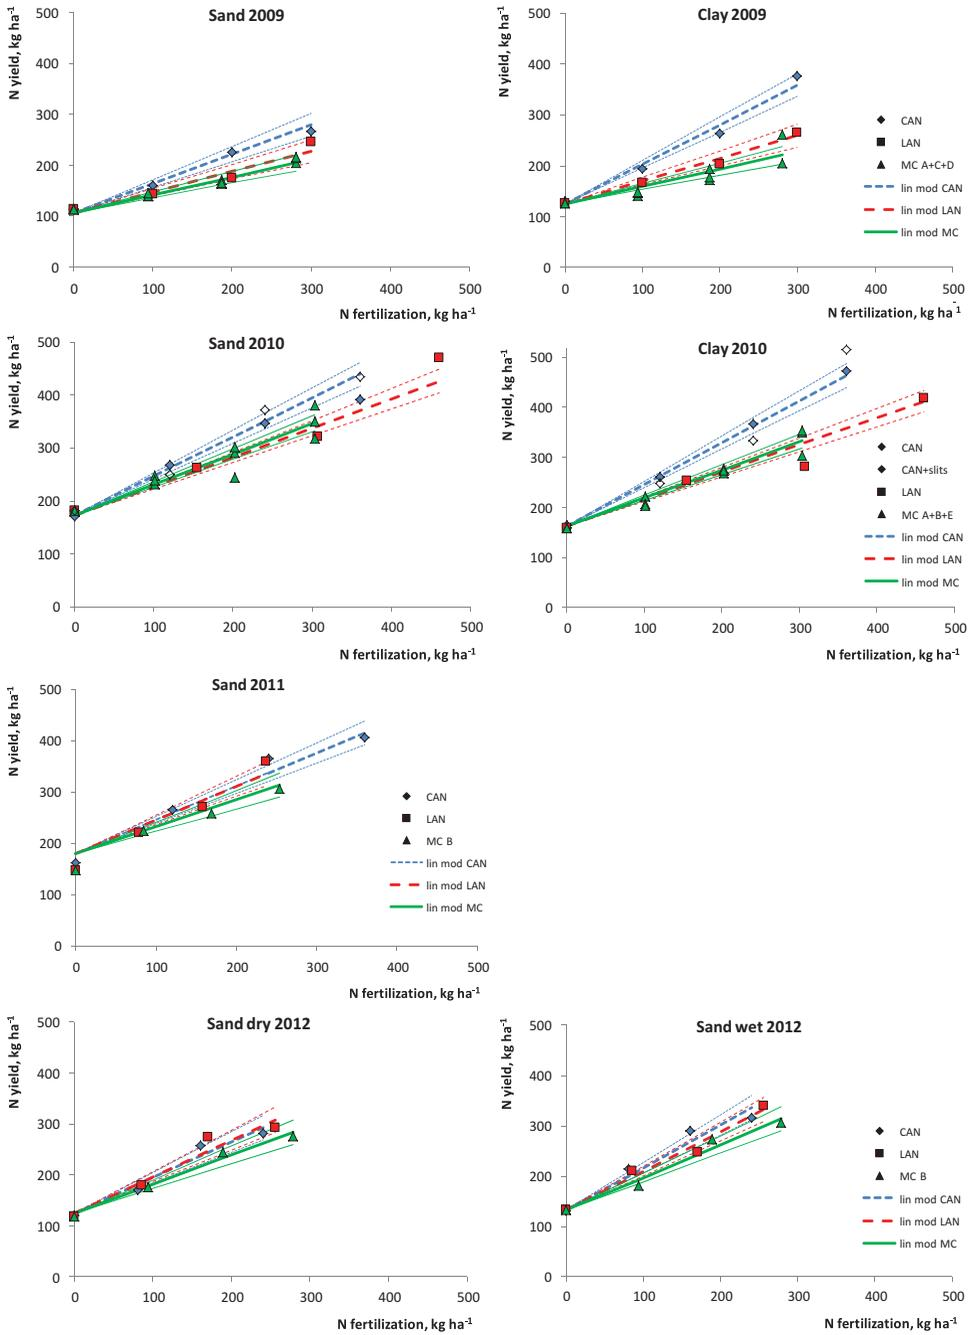 Sand 2009
N yield, kg ha-1
500
400
300
200
100
0
0 100 200 300 400 500
N fertilization, kg ha-1
Clay 2009
N yield, kg ha-1
500
400
300
200
100
0
0 100 200 300 400 500
N fertilization, kg ha-1
CAN
LAN
MC A+C+D
lin mod CAN
lin mod LAN
lin mod MC
Sand 2010
N yield, kg ha-1
500
400
300
200
100
0
0 100 200 300 400 500
N fertilization, kg ha-1
Clay 2010
N yield, kg ha-1
500
400
300
200
100
0
0 100 200 300 400 500
N fertilization, kg ha-1
CAN
CAN+slits
LAN
MC A+B+E
lin mod CAN
lin mod LAN
lin mod MC
Sand 2011
N yield, kg ha-1
500
400
300
200
100
0
0 100 200 300 400 500
N fertilization, kg ha-1
CAN
LAN
MC B
lin mod CAN
lin mod LAN
lin mod MC
Sand dry 2012
N yield, kg ha-1
500
400
300
200
100
0
0 100 200 300 400 500
N fertilization, kg ha-1
Sand wet 2012
N yield, kg ha-1
500
400
300
200
100
0
0 100 200 300 400 500
N fertilization, kg ha-1
CAN
LAN
MC B
lin mod CAN
lin mod LAN
lin mod MC